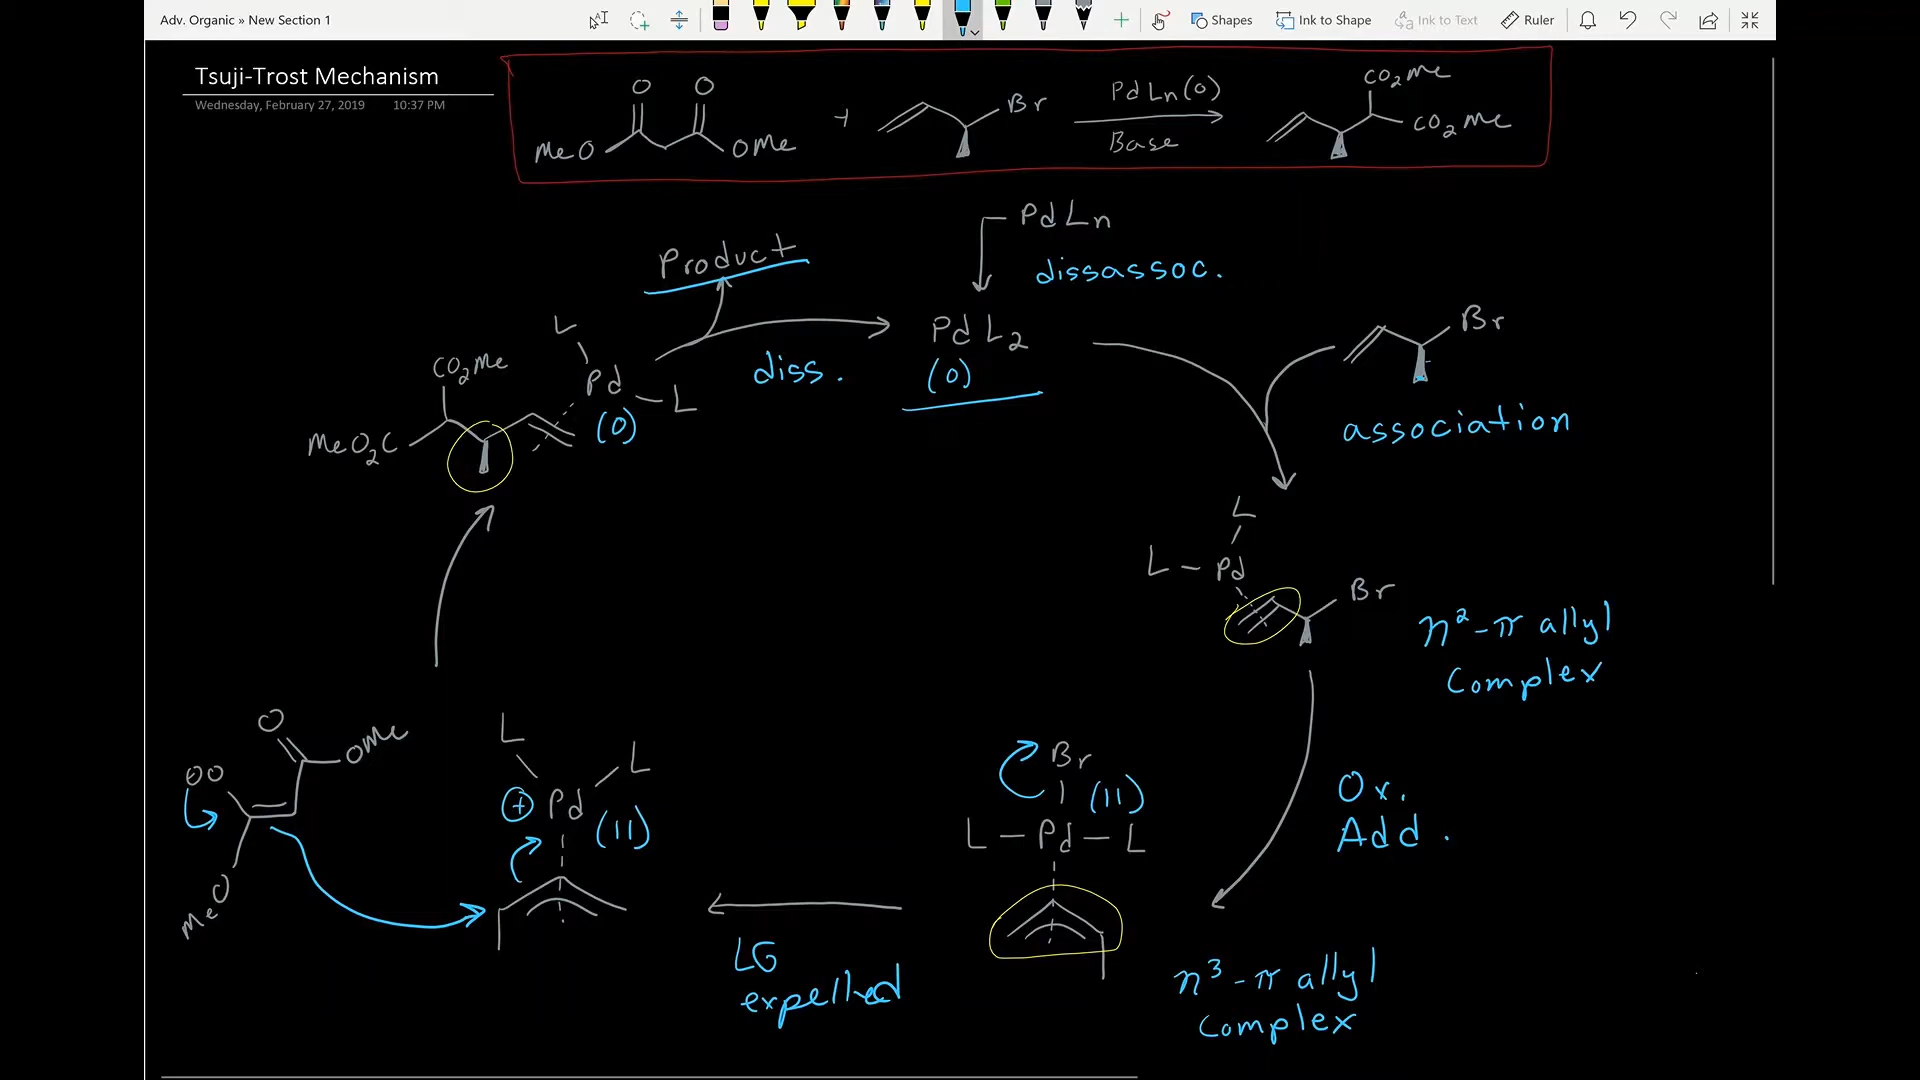 Adv. Organic » New Section 1
Shapes
Ink to Shape
Ink to Text
Ruler
Tsuji-Trost Mechanism
Wednesday, February 27, 2019 10:37 PM
O O
MeO OMe
+
Br
PdLn(0)
Base
CO2Me
CO2Me
Product
PdLn
dissassoc.
PdL2
(0)
diss.
L
CO2Me
Pd
L
(0)
MeO2C
Br
association
L
L - Pd
Br
η2-π allyl
Complex
Ox.
Add.
Br
(II)
L - Pd - L
η3-π allyl
Complex
LG
expelled
L
L
+ Pd
(II)
O
OMe
⊖O
MeO